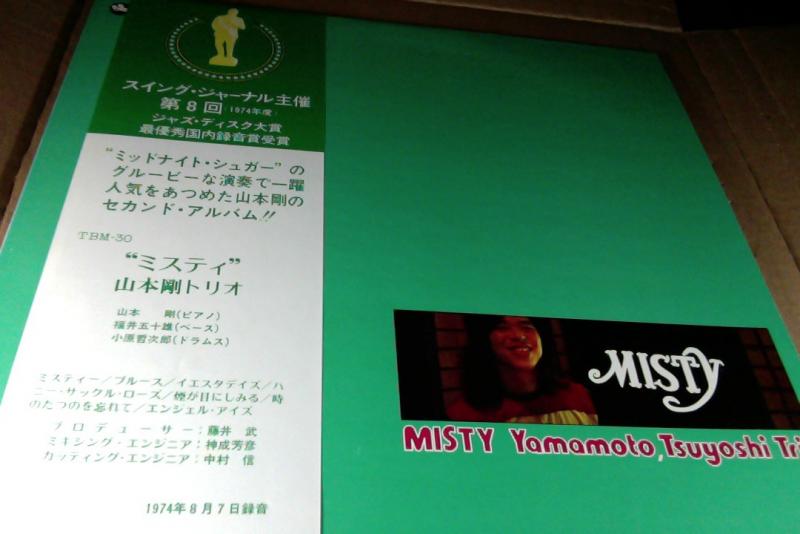 スイング・ジャーナル主催
第8回(1974年度)
ジャズ・ディスク大賞
最優秀国内録音賞受賞
“ミッドナイト・シュガー”の
グルービーな演奏で一躍
人気をあつめた山本剛の
セカンド・アルバム!!
TBM-30
“ミスティ”
山本剛トリオ
山本　剛(ピアノ)
福井五十雄(ベース)
小原哲次郎(ドラムス)
ミスティー/ブルース/イエスタデイズ/ハ
ニー・サックル・ローズ/煙が目にしみる/時
のたつのを忘れて/エンジェル・アイズ
プロデューサー:藤井　武
ミキシング・エンジニア:神成芳彦
カッティング・エンジニア:中村　信
1974年8月7日録音
MISTY
MISTY Yamamoto,Tsuyoshi Tri